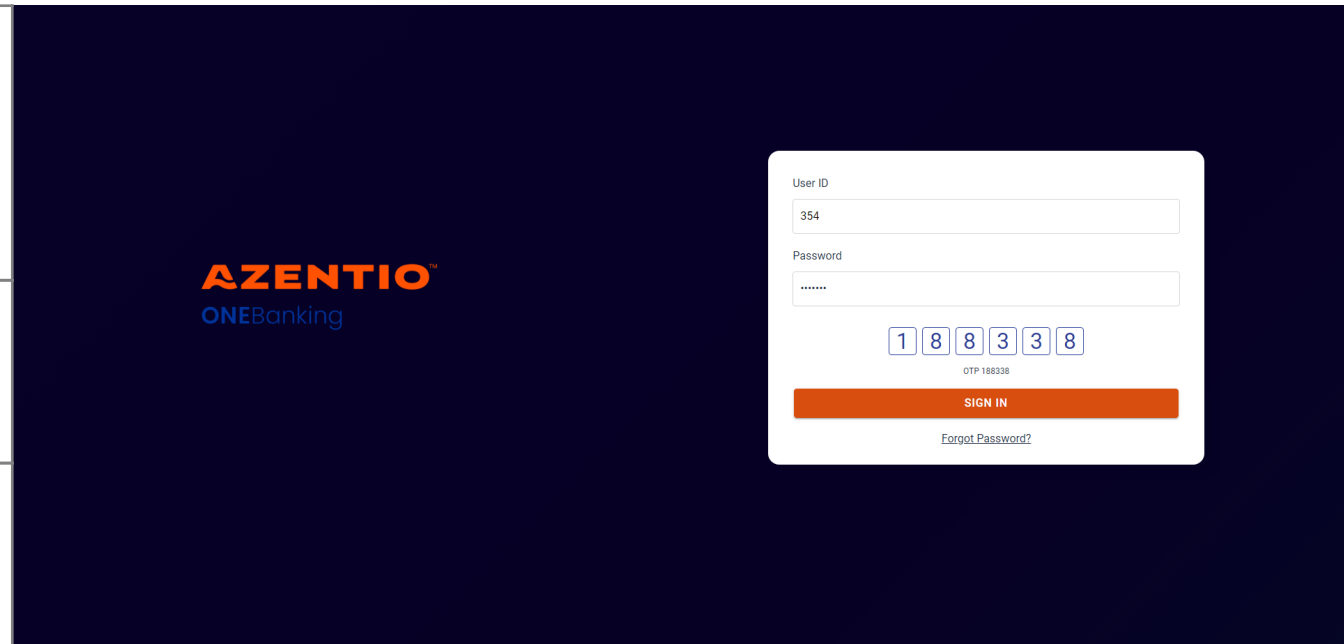 AZENTIO™
ONEBanking
User ID
354
Password
•••••••
1 8 8 3 3 8
OTP 188338
SIGN IN
Forgot Password?